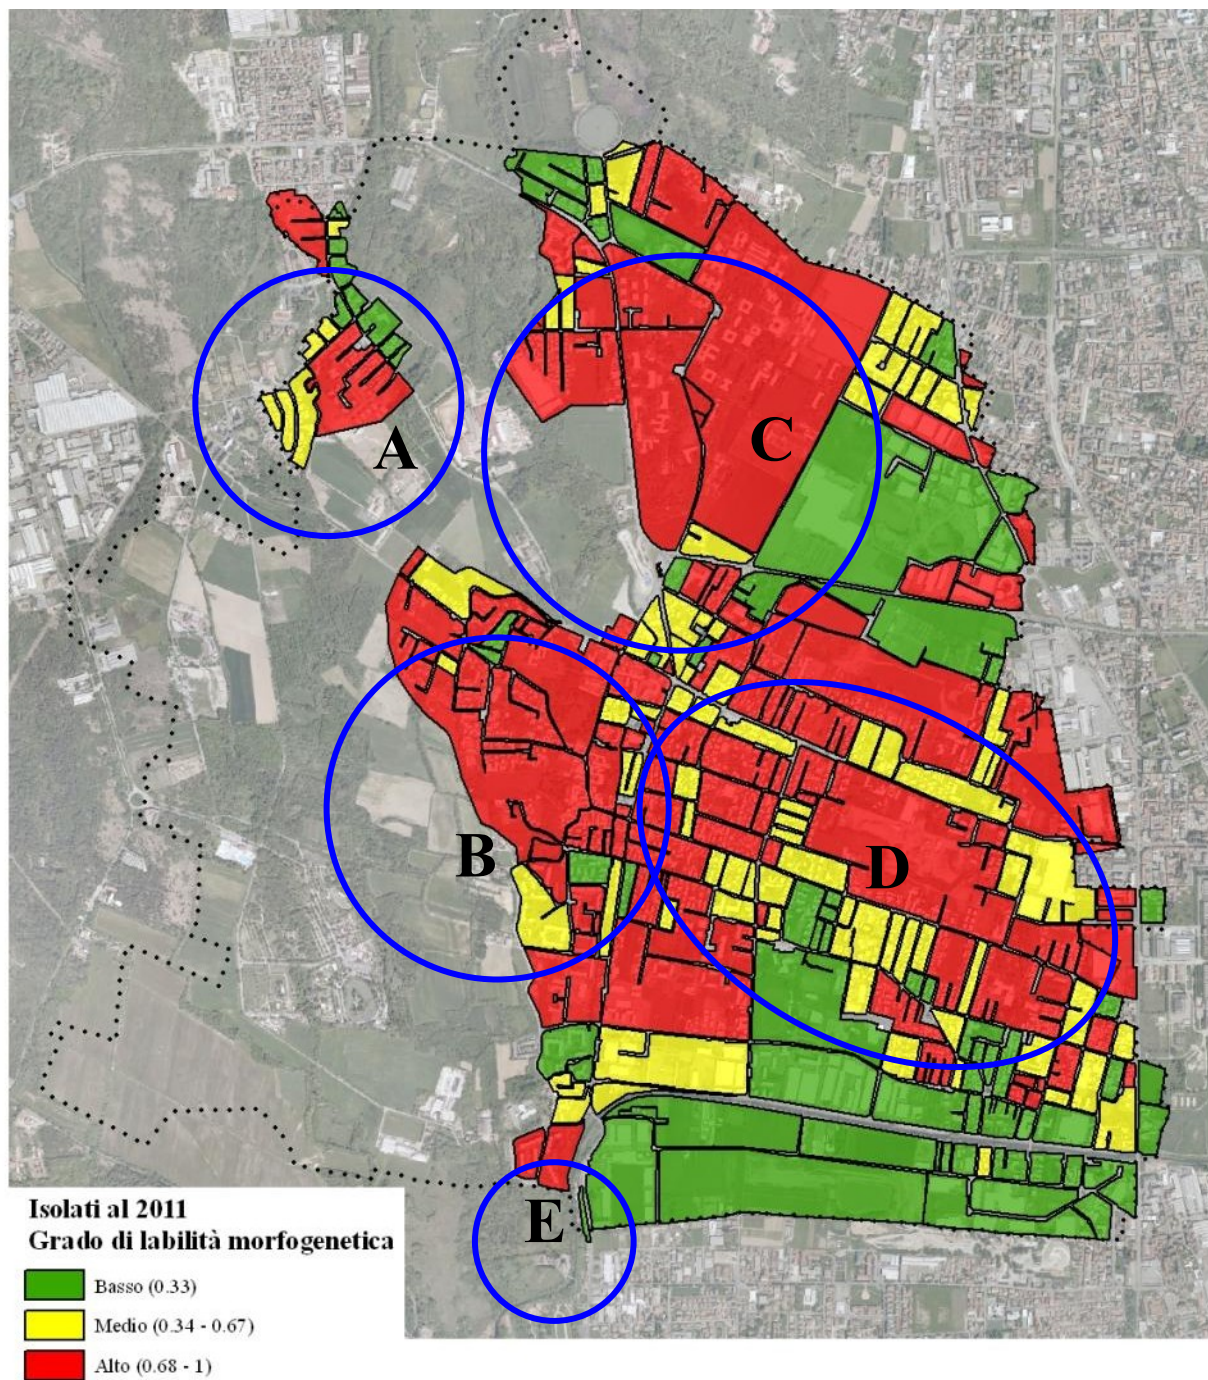 A
C
B
D
E
Isolati al 2011
Grado di labilità morfogenetica
Basso (0.33)
Medio (0.34 - 0.67)
Alto (0.68 - 1)